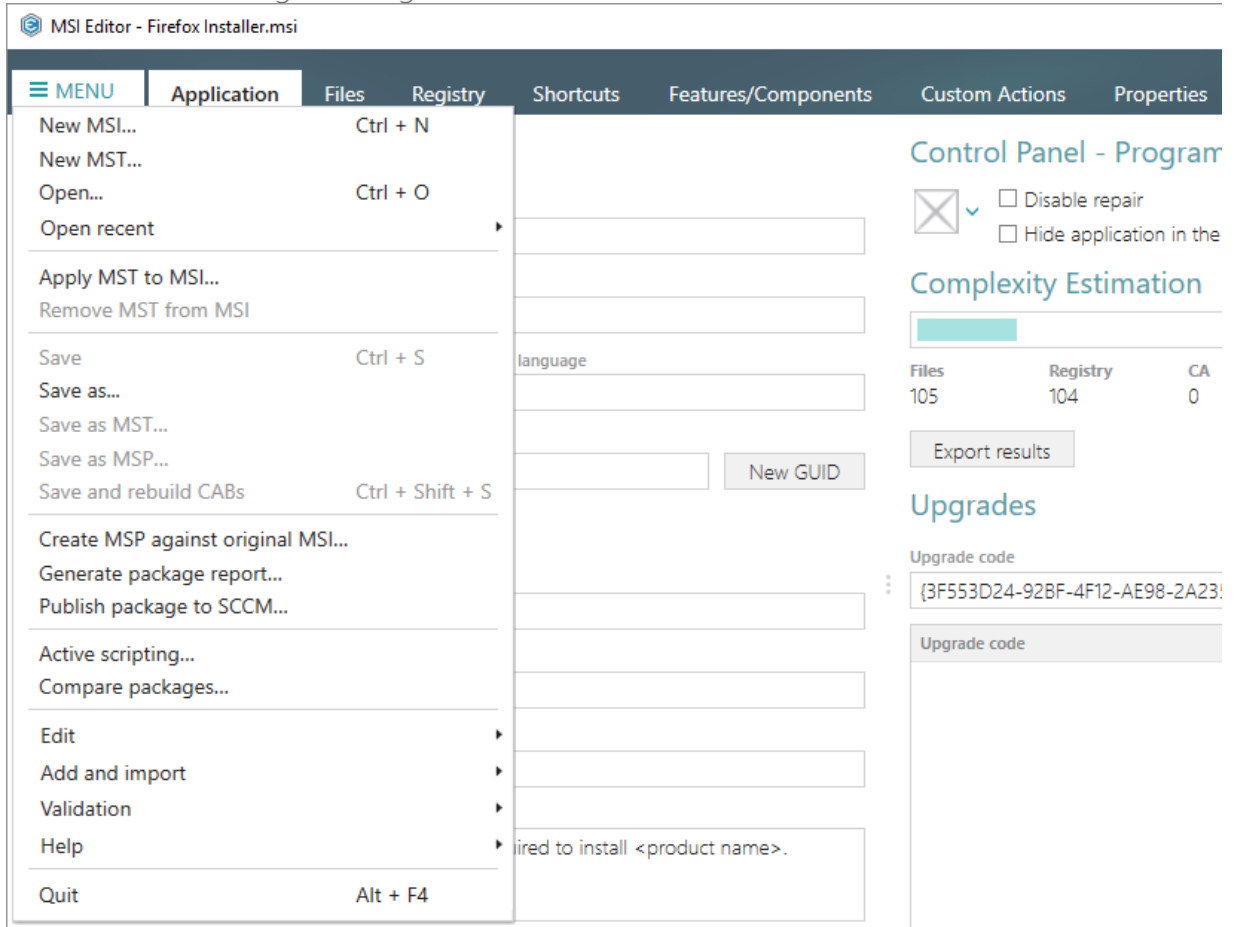 MSI Editor - Firefox Installer.msi
MENU Application Files Registry Shortcuts Features/Components Custom Actions Properties
New MSI... Ctrl + N
New MST...
Open... Ctrl + O
Open recent
Apply MST to MSI...
Remove MST from MSI
Save Ctrl + S
Save as...
Save as MST...
Save as MSP...
Save and rebuild CABs Ctrl + Shift + S
Create MSP against original MSI...
Generate package report...
Publish package to SCCM...
Active scripting...
Compare packages...
Edit
Add and import
Validation
Help
Quit Alt + F4
language
New GUID
ired to install <product name>.
Control Panel - Program
Disable repair
Hide application in the
Complexity Estimation
Files Registry CA
105 104 0
Export results
Upgrades
Upgrade code
{3F553D24-92BF-4F12-AE98-2A235
Upgrade code